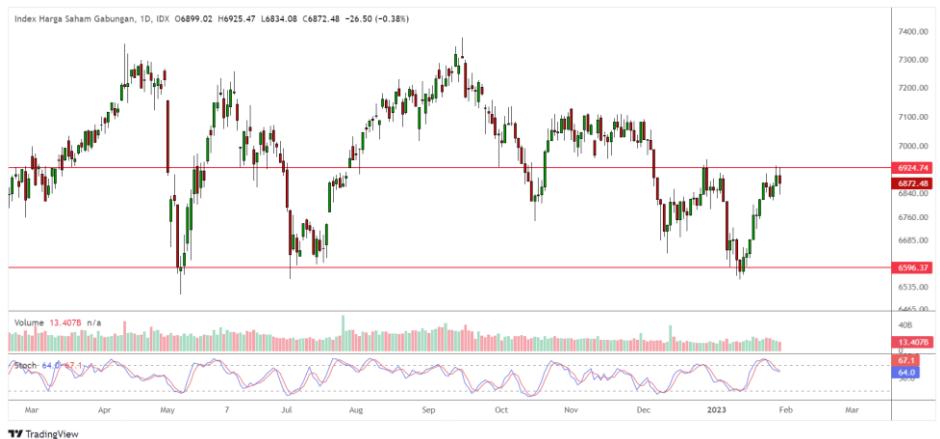 Index Harga Saham Gabungan, 1D, IDX O6899.02 H6925.47 L6834.08 C6872.48 −26.50 (−0.38%)
7400.00
7300.00
7200.00
7100.00
7000.00
6924.74
6872.48
6840.00
6760.00
6685.00
6596.37
6535.00
6465.00
Volume 13.407B n/a
40B
13.407B
0
Stoch 64.0 67.1
67.1
64.0
Mar Apr May 7 Jul Aug Sep Oct Nov Dec 2023 Feb Mar
TradingView